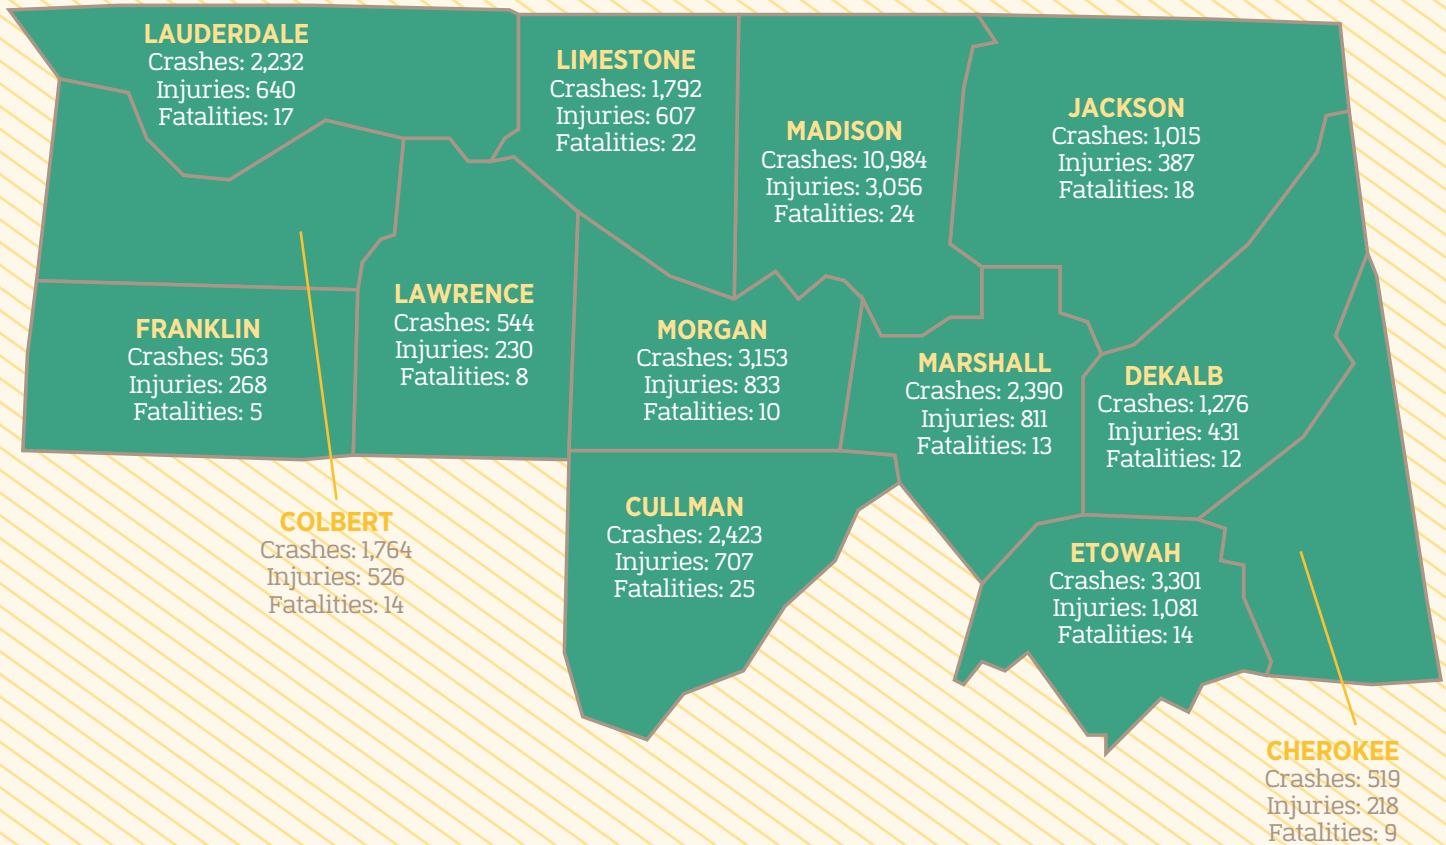 LAUDERDALE
Crashes: 2,232
Injuries: 640
Fatalities: 17
LIMESTONE
Crashes: 1,792
Injuries: 607
Fatalities: 22
MADISON
Crashes: 10,984
Injuries: 3,056
Fatalities: 24
JACKSON
Crashes: 1,015
Injuries: 387
Fatalities: 18
FRANKLIN
Crashes: 563
Injuries: 268
Fatalities: 5
LAWRENCE
Crashes: 544
Injuries: 230
Fatalities: 8
MORGAN
Crashes: 3,153
Injuries: 833
Fatalities: 10
MARSHALL
Crashes: 2,390
Injuries: 811
Fatalities: 13
DEKALB
Crashes: 1,276
Injuries: 431
Fatalities: 12
COLBERT
Crashes: 1,764
Injuries: 526
Fatalities: 14
CULLMAN
Crashes: 2,423
Injuries: 707
Fatalities: 25
ETOWAH
Crashes: 3,301
Injuries: 1,081
Fatalities: 14
CHEROKEE
Crashes: 519
Injuries: 218
Fatalities: 9